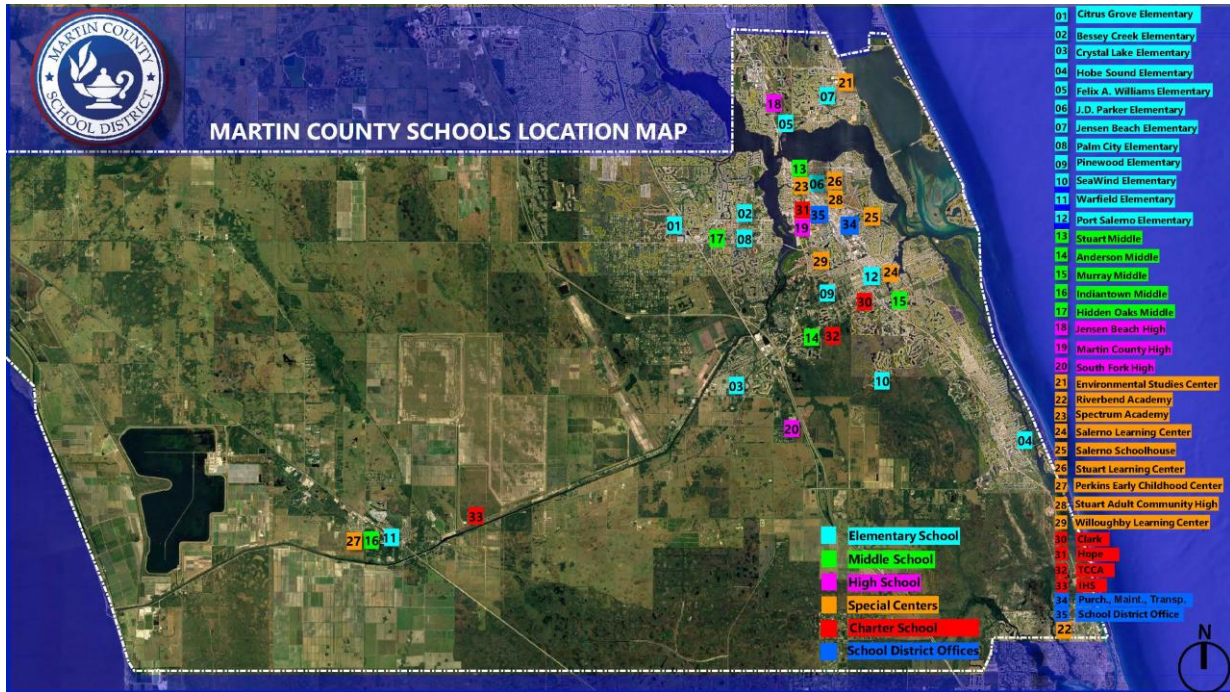 MARTIN COUNTY
SCHOOL DISTRICT
MARTIN COUNTY SCHOOLS LOCATION MAP
01 Citrus Grove Elementary
02 Bessey Creek Elementary
03 Crystal Lake Elementary
04 Hobe Sound Elementary
05 Felix A. Williams Elementary
06 J.D. Parker Elementary
07 Jensen Beach Elementary
08 Palm City Elementary
09 Pinewood Elementary
10 SeaWind Elementary
11 Warfield Elementary
12 Port Salerno Elementary
13 Stuart Middle
14 Anderson Middle
15 Murray Middle
16 Indiantown Middle
17 Hidden Oaks Middle
18 Jensen Beach High
19 Martin County High
20 South Fork High
21 Environmental Studies Center
22 Riverbend Academy
23 Spectrum Academy
24 Salerno Learning Center
25 Salerno Schoolhouse
26 Stuart Learning Center
27 Perkins Early Childhood Center
28 Stuart Adult Community High
29 Willoughby Learning Center
30 Clark
31 Hope
32 TCCA
33 IHS
34 Purch., Maint., Transp.
35 School District Office
21
07
18
05
13
23 06 26
28
31 35 25
02
01
19 34
17 08
29
12 24
09
30 15
14 32
03
10
20
04
33
27 16 11
22
Elementary School
Middle School
High School
Special Centers
Charter School
School District Offices
N